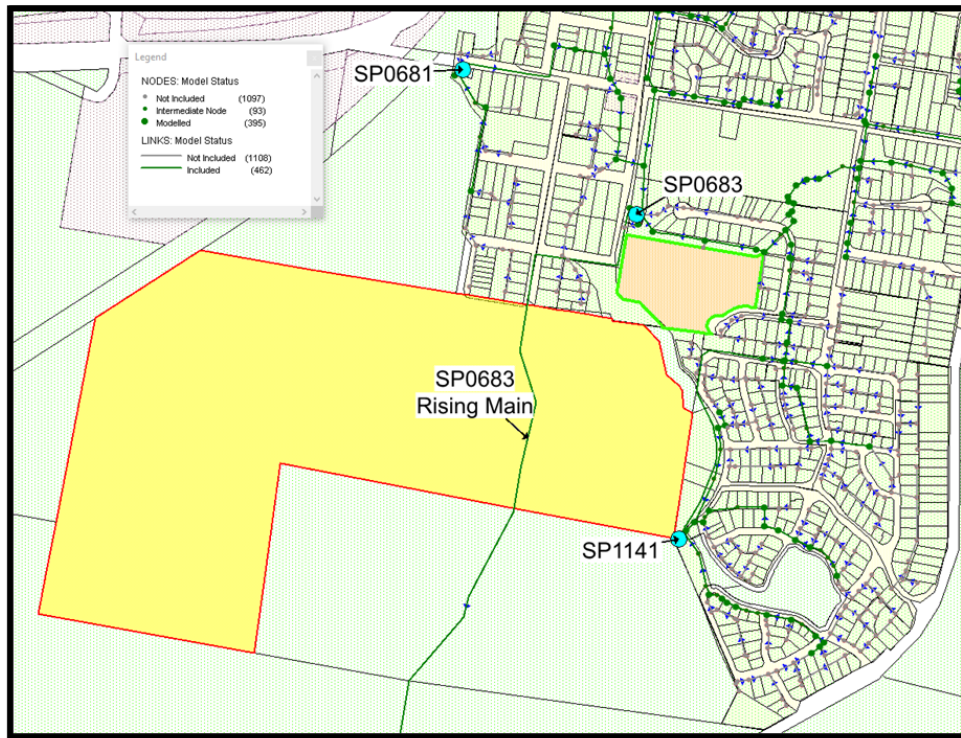 Legend
NODES: Model Status
Not Included (1097)
Intermediate Node (93)
Modelled (395)
LINKS: Model Status
Not Included (1108)
Included (462)
SP0681
SP0683
SP0683
Rising Main
SP1141